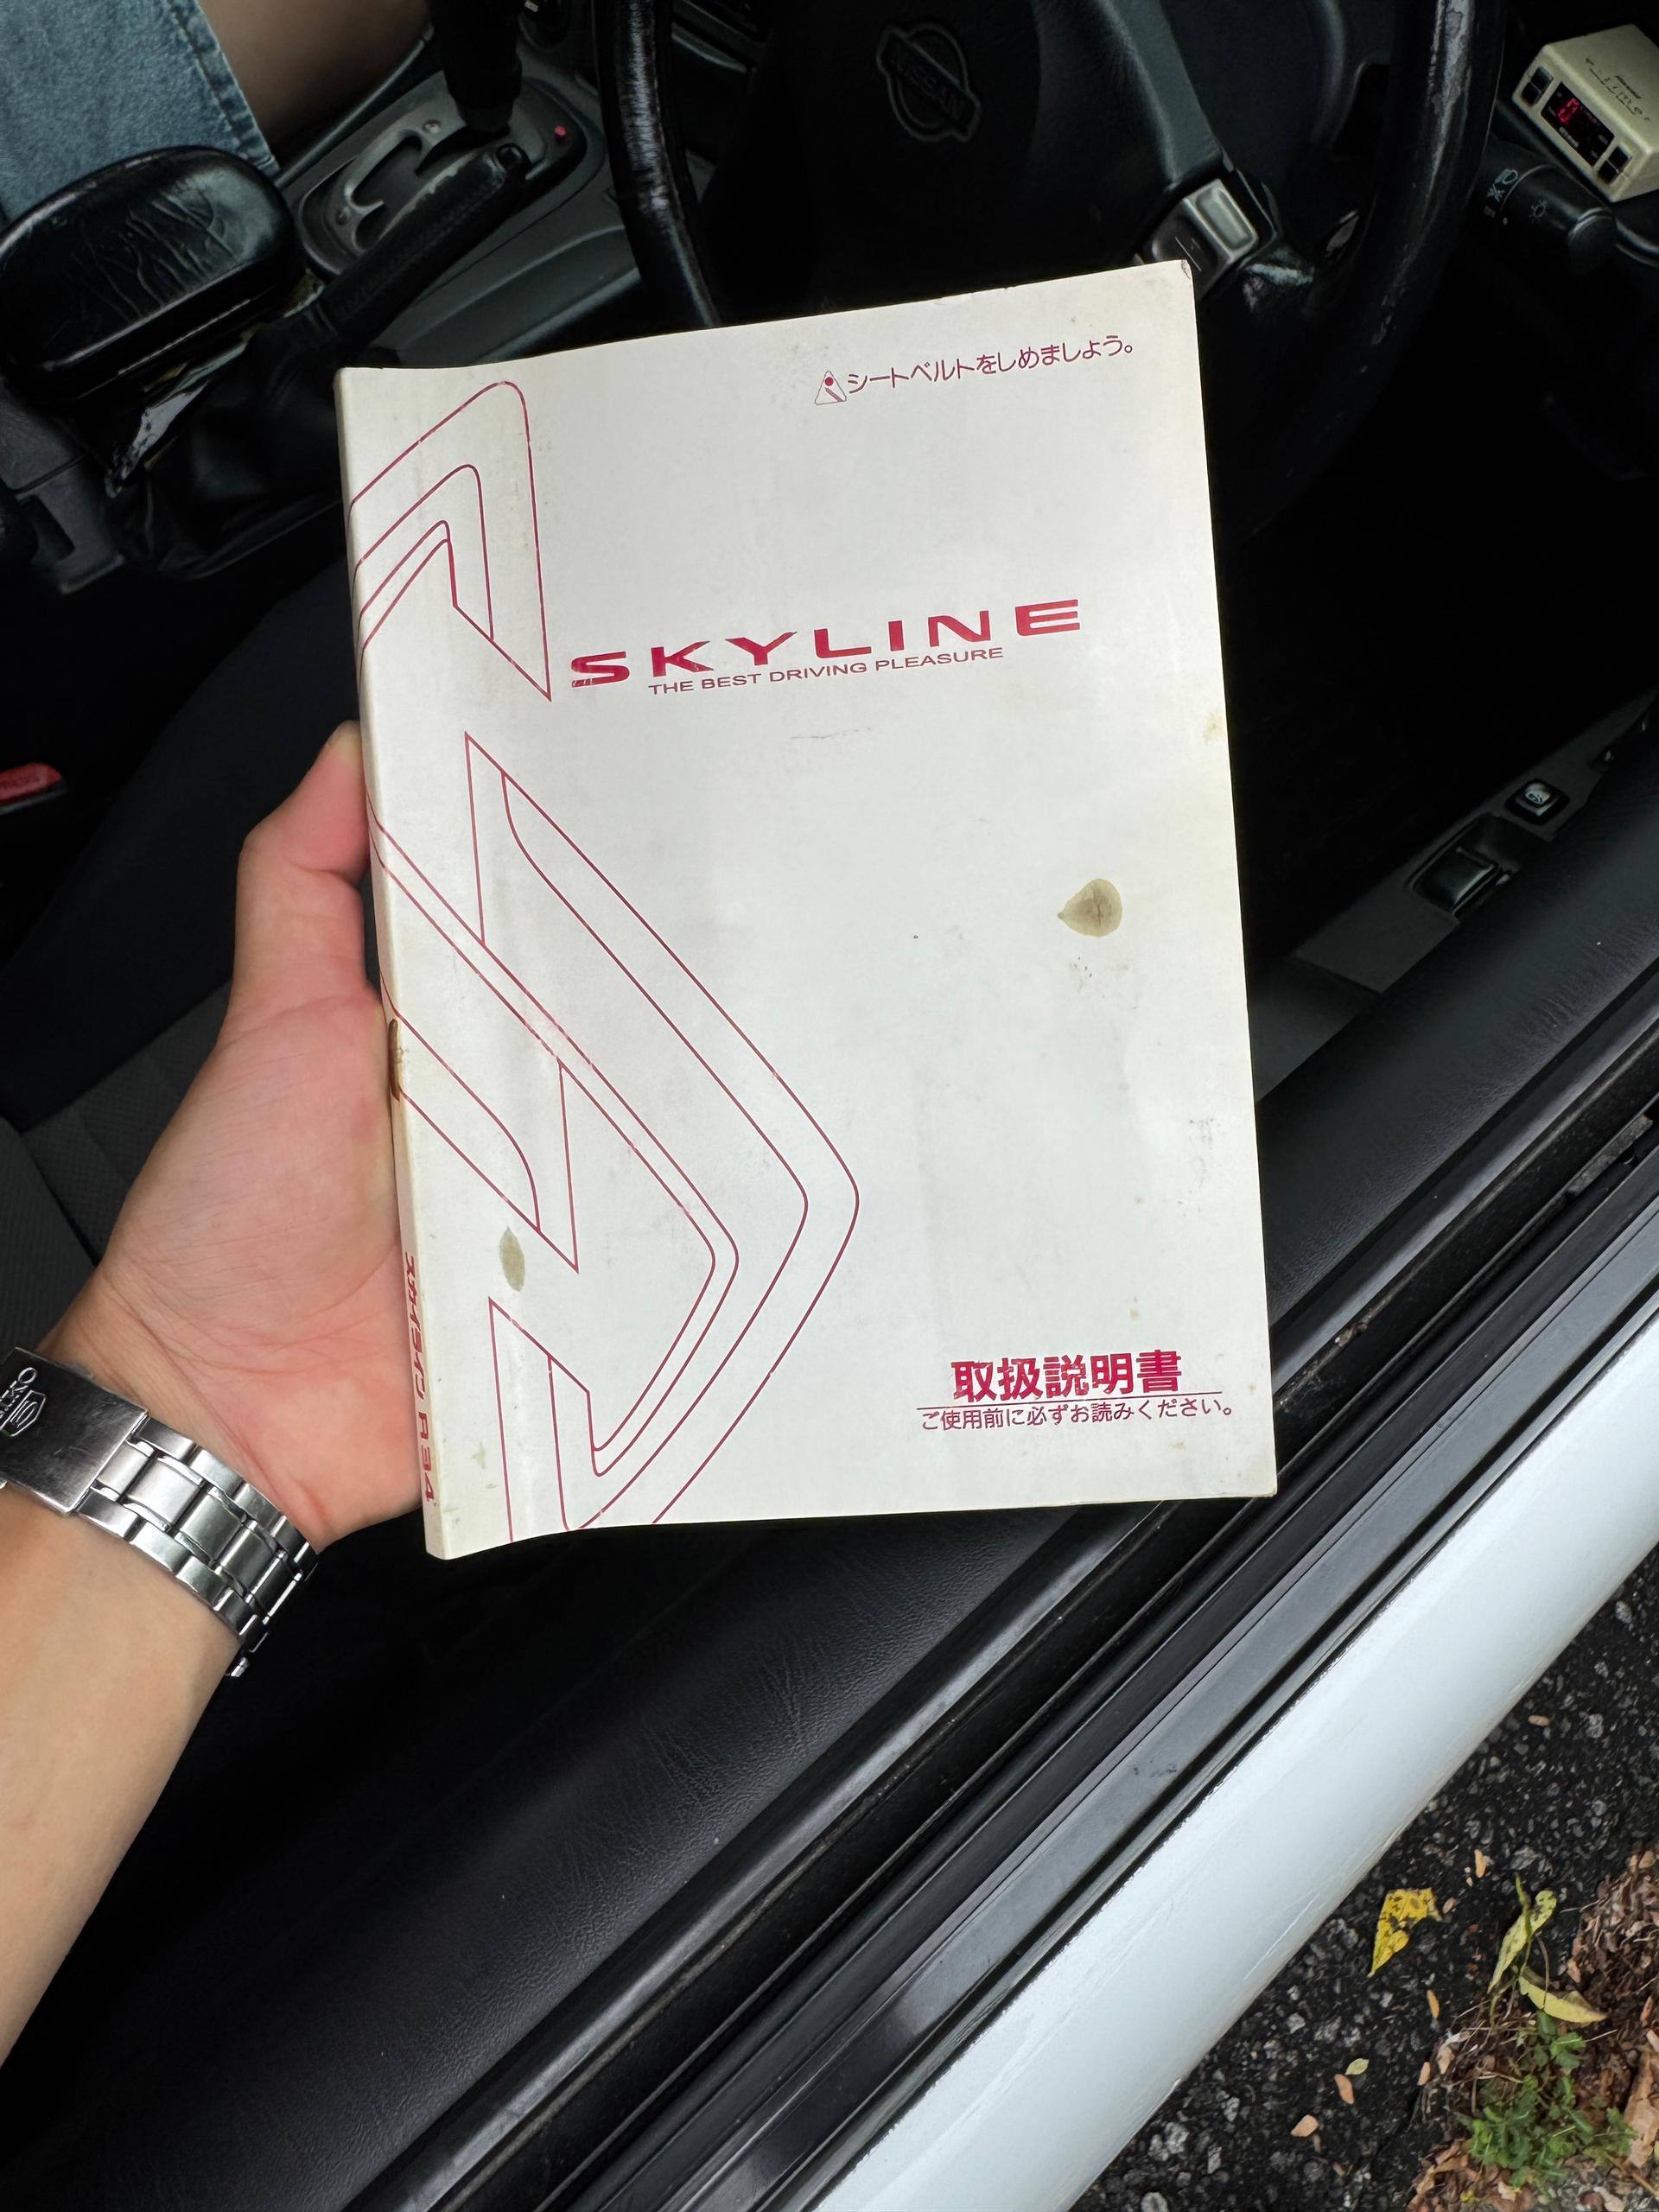 NISSAN
シートベルトをしめましょう。
SKYLINE
THE BEST DRIVING PLEASURE
取扱説明書
ご使用前に必ずお読みください。
スカイライン R34
SEIKO